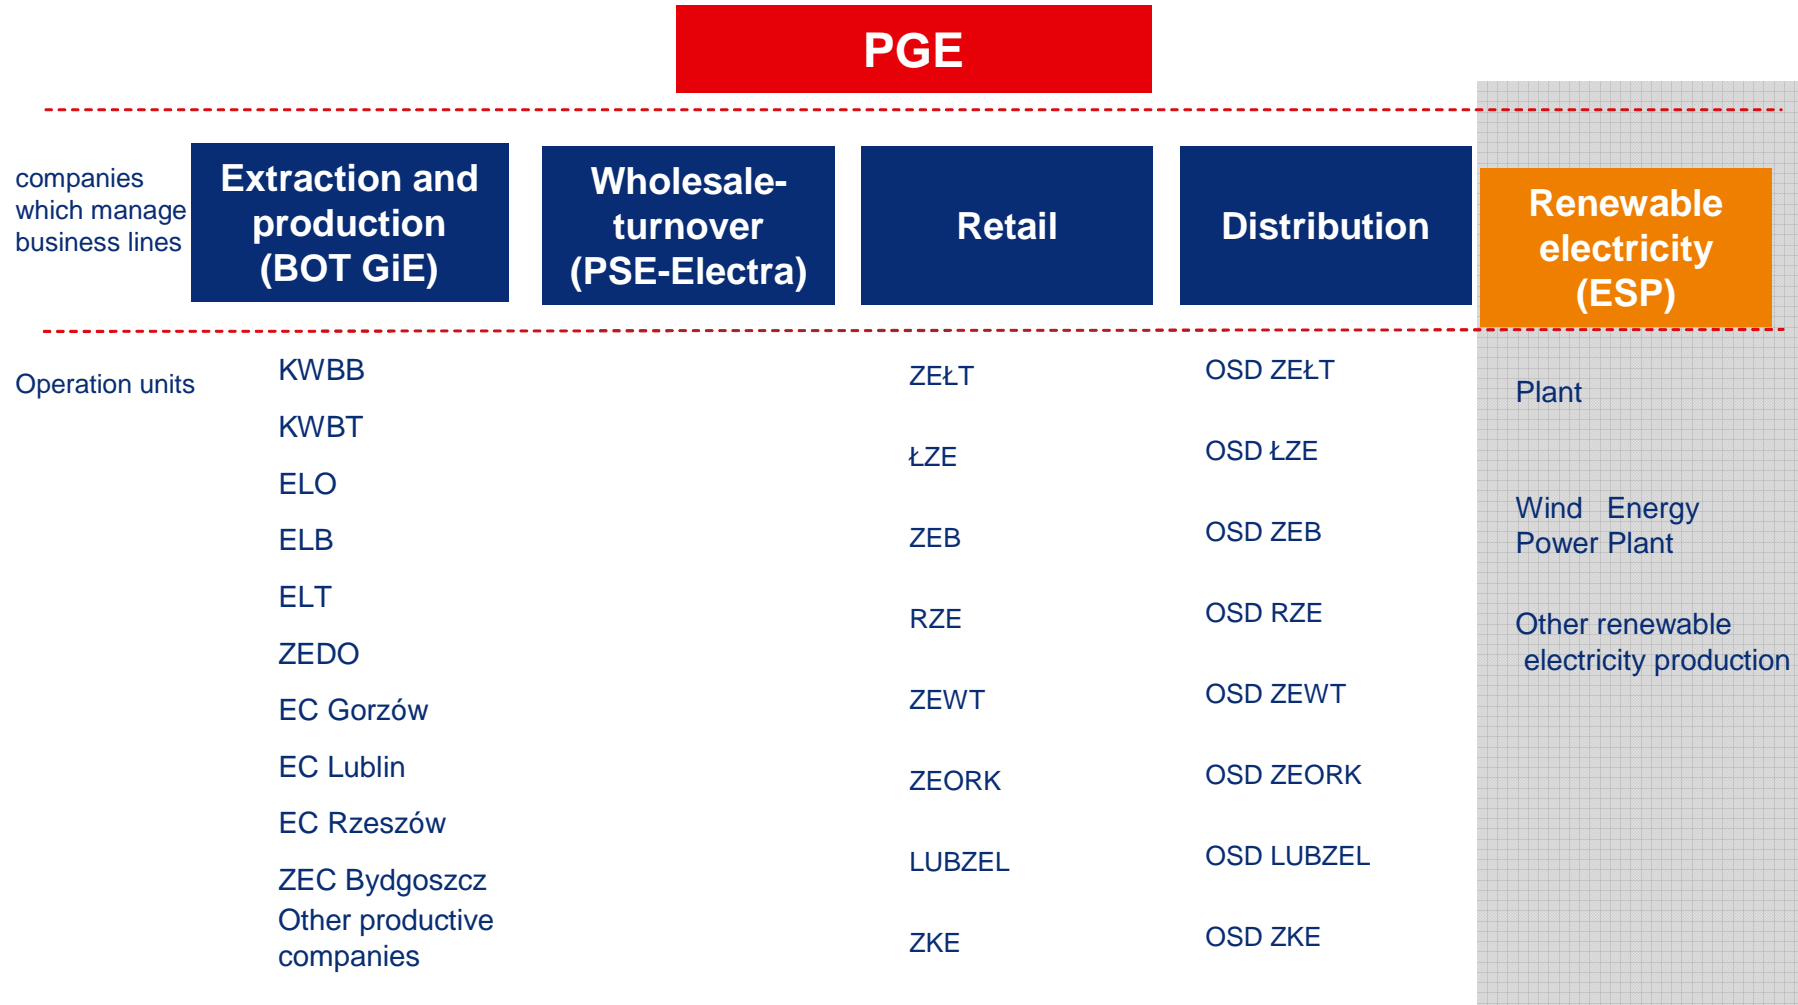 PGE
companies
which manage
business lines
Extraction and
production
(BOT GiE)
Wholesale-
turnover
(PSE-Electra)
Retail
Distribution
Renewable
electricity
(ESP)
Operation units
KWBB
KWBT
ELO
ELB
ELT
ZEDO
EC Gorzów
EC Lublin
EC Rzeszów
ZEC Bydgoszcz
Other productive
companies
ZEŁT
ŁZE
ZEB
RZE
ZEWT
ZEORK
LUBZEL
ZKE
OSD ZEŁT
OSD ŁZE
OSD ZEB
OSD RZE
OSD ZEWT
OSD ZEORK
OSD LUBZEL
OSD ZKE
Plant
Wind Energy
Power Plant
Other renewable
electricity production